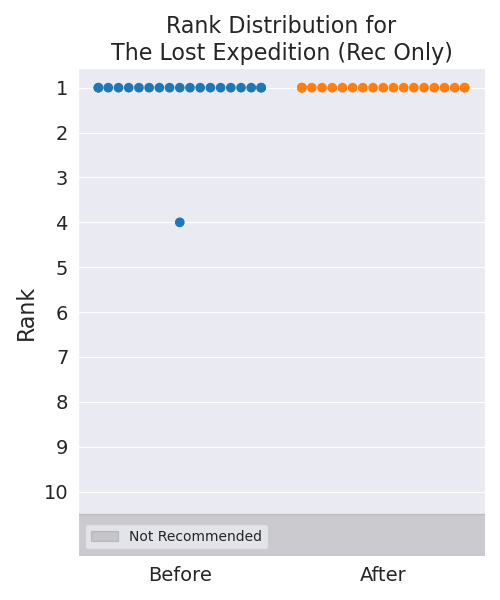 Rank Distribution for
The Lost Expedition (Rec Only)
Rank
1
2
3
4
5
6
7
8
9
10
Not Recommended
Before
After